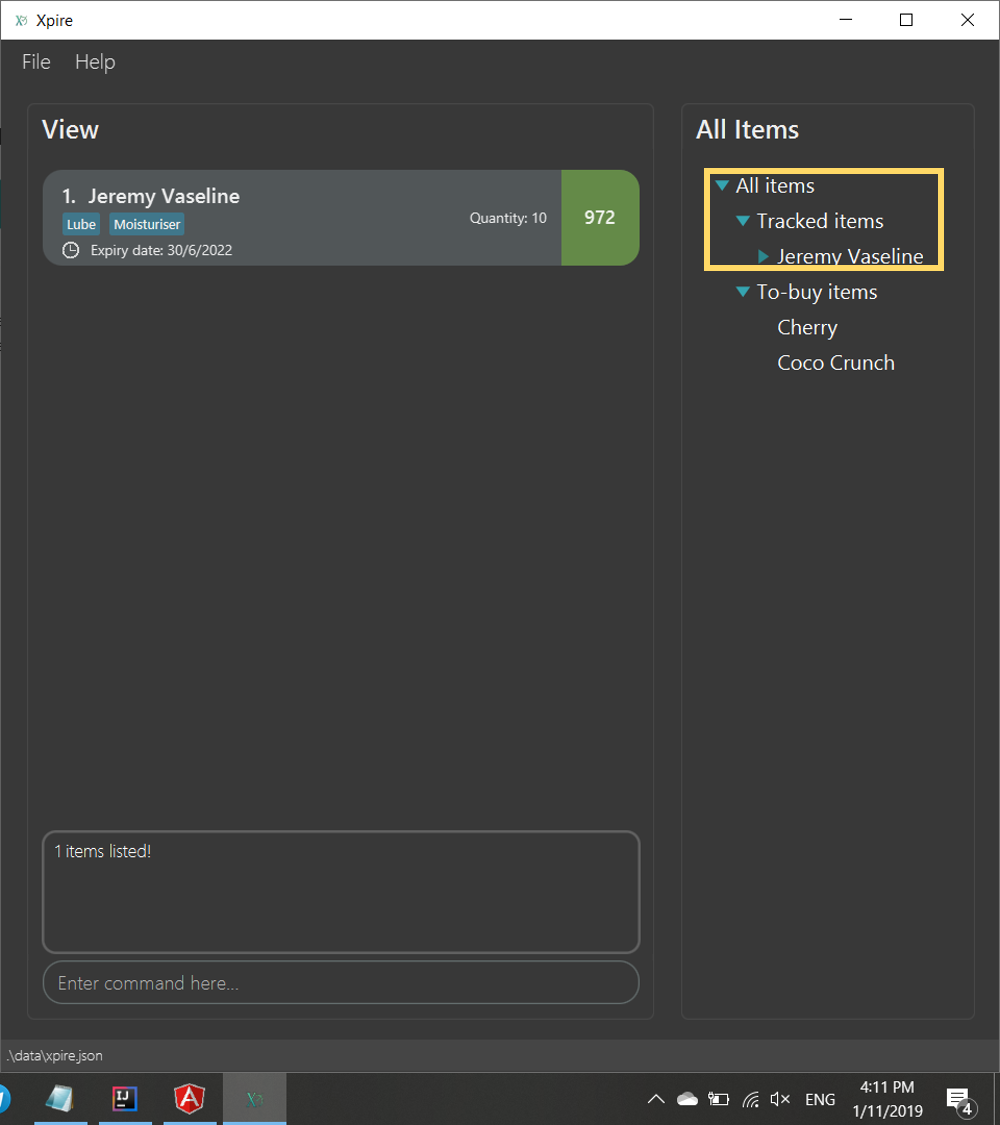 Xpire
File Help
View
1. Jeremy Vaseline
Lube Moisturiser
Expiry date: 30/6/2022
Quantity: 10
972
1 items listed!
Enter command here...
All Items
All items
Tracked items
Jeremy Vaseline
To-buy items
Cherry
Coco Crunch
.\data\xpire.json
IJ
A
X
ENG
4:11 PM
1/11/2019
4